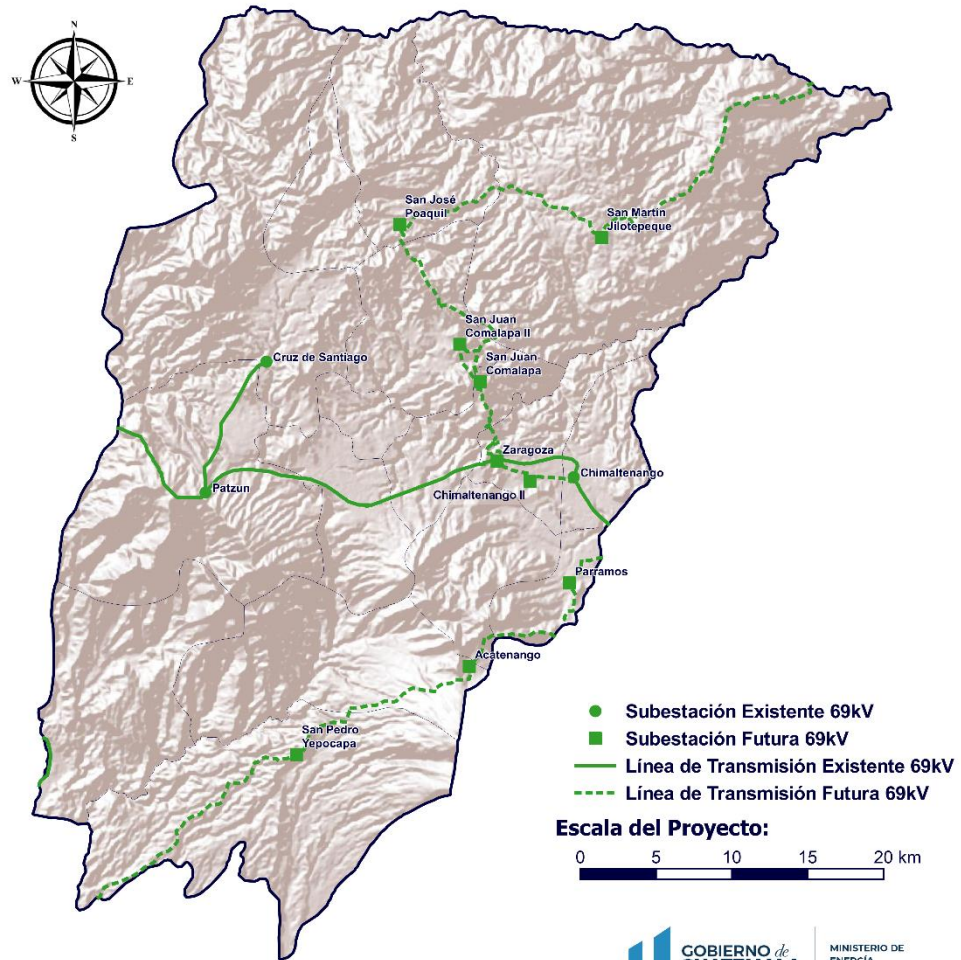 N
W
E
S
San José
Poaquil
San Martín
Jilotepeque
San Juan
Comalapa II
San Juan
Comalapa
Cruz de Santiago
Zaragoza
Chimaltenango
Patzun
Chimaltenango II
Parramos
Acatenango
San Pedro
Yepocapa
Subestación Existente 69kV
Subestación Futura 69kV
Línea de Transmisión Existente 69kV
Línea de Transmisión Futura 69kV
Escala del Proyecto:
0 5 10 15 20 km
GOBIERNO de
MINISTERIO DE